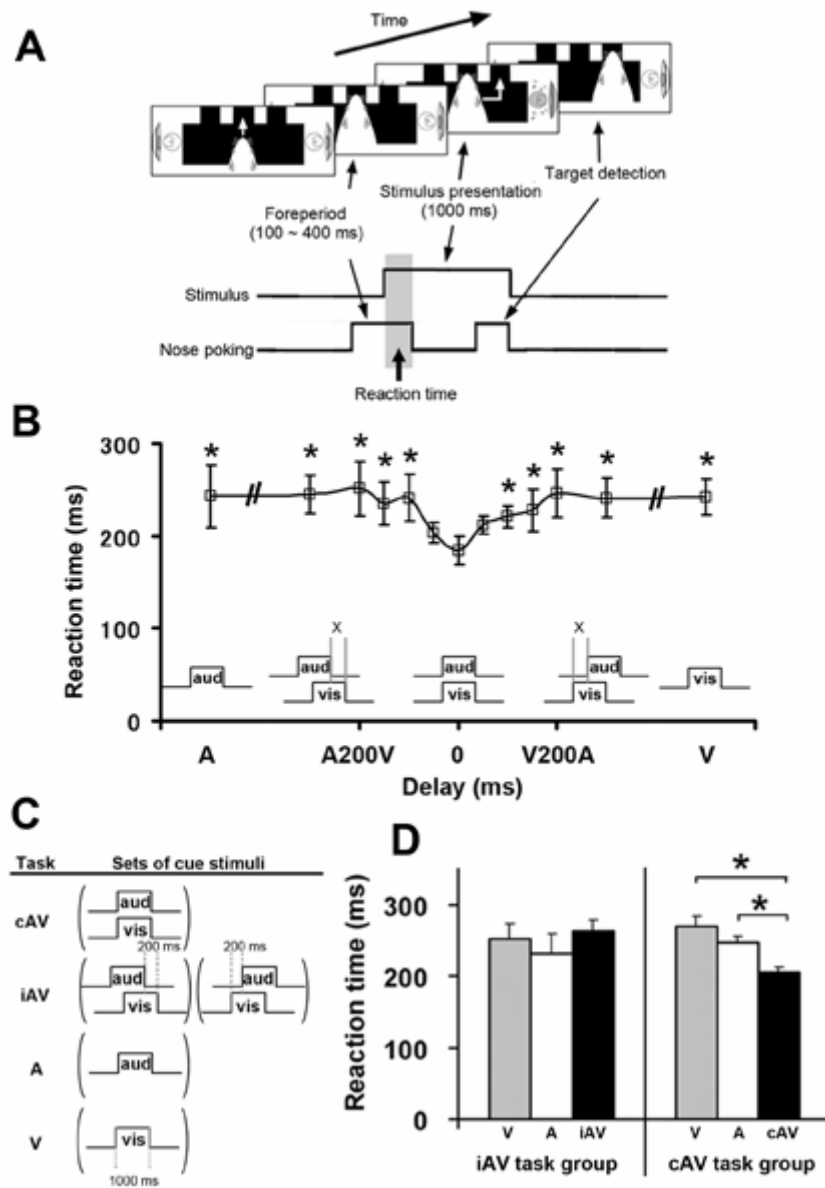 A
Time
Foreperiod
(100 ~ 400 ms)
Stimulus presentation
(1000 ms)
Target detection
Stimulus
Nose poking
Reaction time
B
Reaction time (ms)
300
200
100
0
* * * * * * * * * *
X
X
aud
aud
vis
aud
vis
aud
vis
vis
A
A200V
0
V200A
V
Delay (ms)
C
Task Sets of cue stimuli
cAV
aud
vis
iAV
200 ms
200 ms
aud
vis
aud
vis
A
aud
V
vis
1000 ms
D
Reaction time (ms)
300
200
100
0
*
*
V A iAV
V A cAV
iAV task group
cAV task group